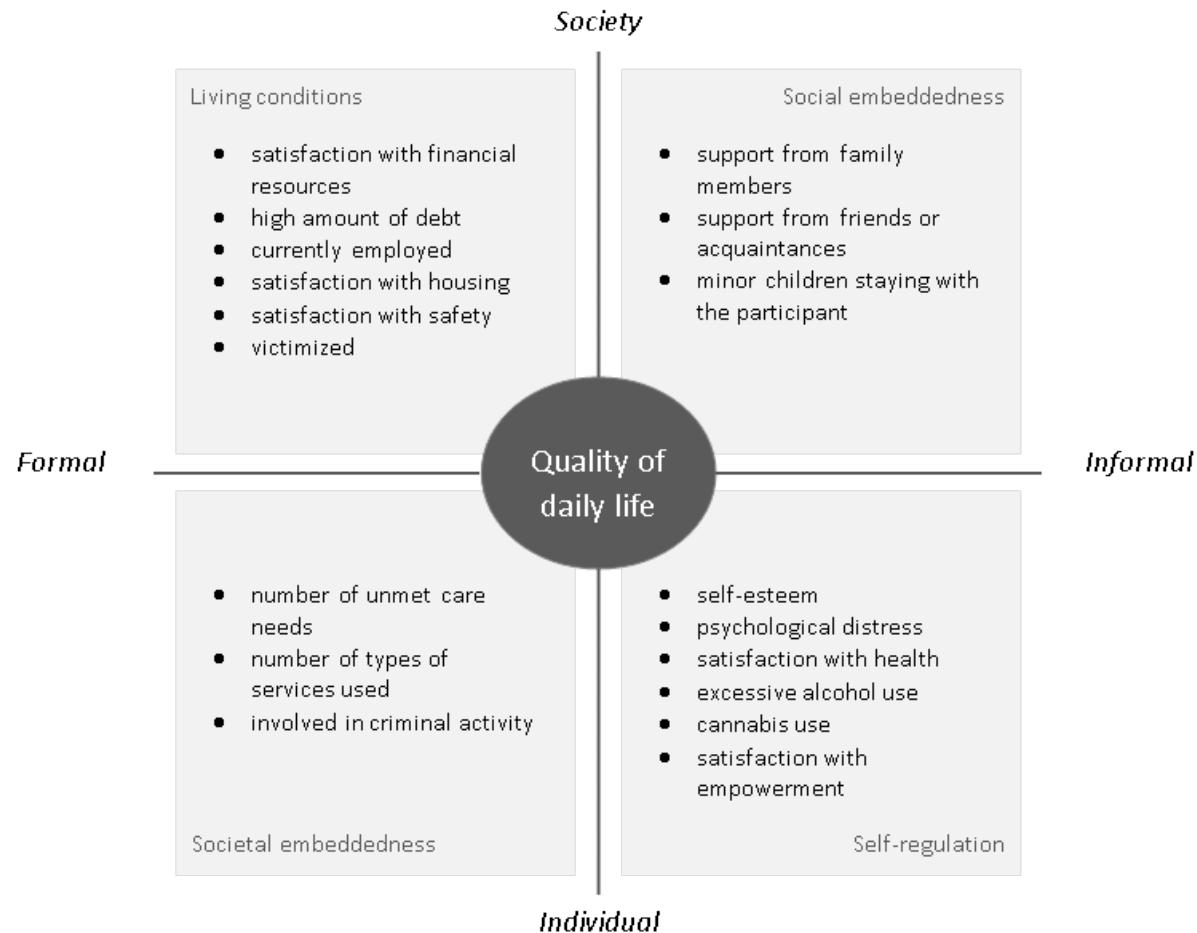 Society
Living conditions
• satisfaction with financial
resources
• high amount of debt
• currently employed
• satisfaction with housing
• satisfaction with safety
• victimized
Social embeddedness
• support from family
members
• support from friends or
acquaintances
• minor children staying with
the participant
Formal
Quality of
daily life
Informal
• number of unmet care
needs
• number of types of
services used
• involved in criminal activity
Societal embeddedness
• self-esteem
• psychological distress
• satisfaction with health
• excessive alcohol use
• cannabis use
• satisfaction with
empowerment
Self-regulation
Individual